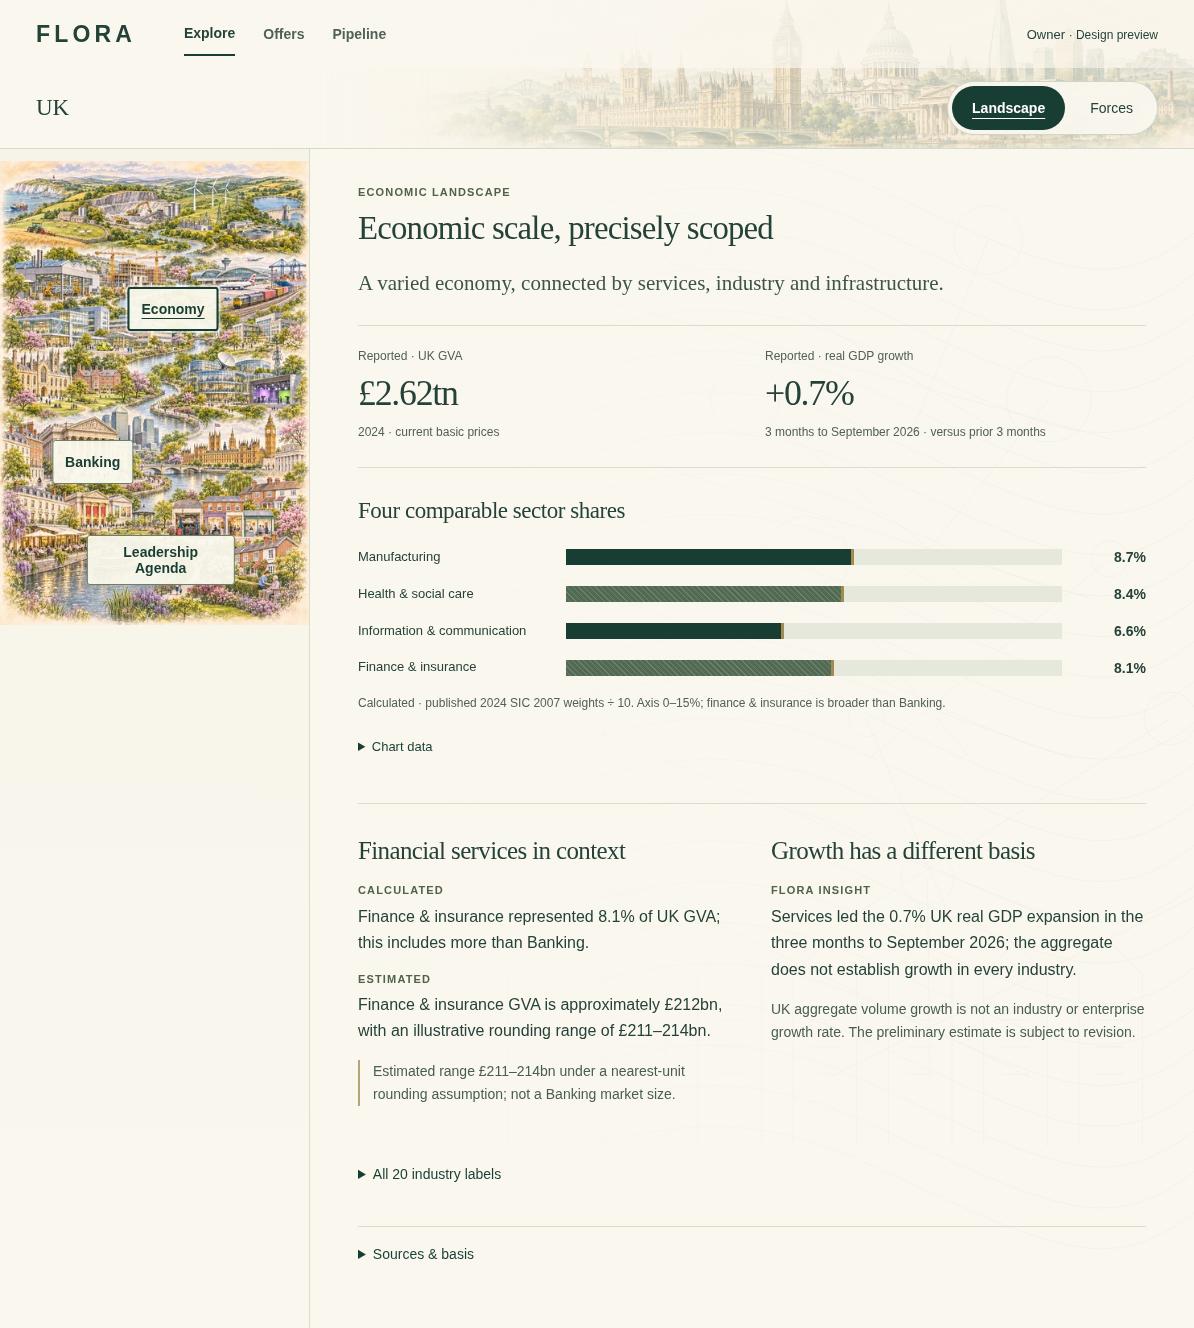 FLORA
Explore
Offers
Pipeline
Owner · Design preview
UK
Landscape
Forces
Economy
Banking
Leadership
Agenda
ECONOMIC LANDSCAPE
Economic scale, precisely scoped
A varied economy, connected by services, industry and infrastructure.
Reported · UK GVA
£2.62tn
2024 · current basic prices
Reported · real GDP growth
+0.7%
3 months to September 2026 · versus prior 3 months
Four comparable sector shares
Manufacturing 8.7%
Health & social care 8.4%
Information & communication 6.6%
Finance & insurance 8.1%
Calculated · published 2024 SIC 2007 weights ÷ 10. Axis 0–15%; finance & insurance is broader than Banking.
Chart data
Financial services in context
CALCULATED
Finance & insurance represented 8.1% of UK GVA;
this includes more than Banking.
ESTIMATED
Finance & insurance GVA is approximately £212bn,
with an illustrative rounding range of £211–214bn.
Estimated range £211–214bn under a nearest-unit
rounding assumption; not a Banking market size.
Growth has a different basis
FLORA INSIGHT
Services led the 0.7% UK real GDP expansion in the
three months to September 2026; the aggregate
does not establish growth in every industry.
UK aggregate volume growth is not an industry or enterprise
growth rate. The preliminary estimate is subject to revision.
All 20 industry labels
Sources & basis